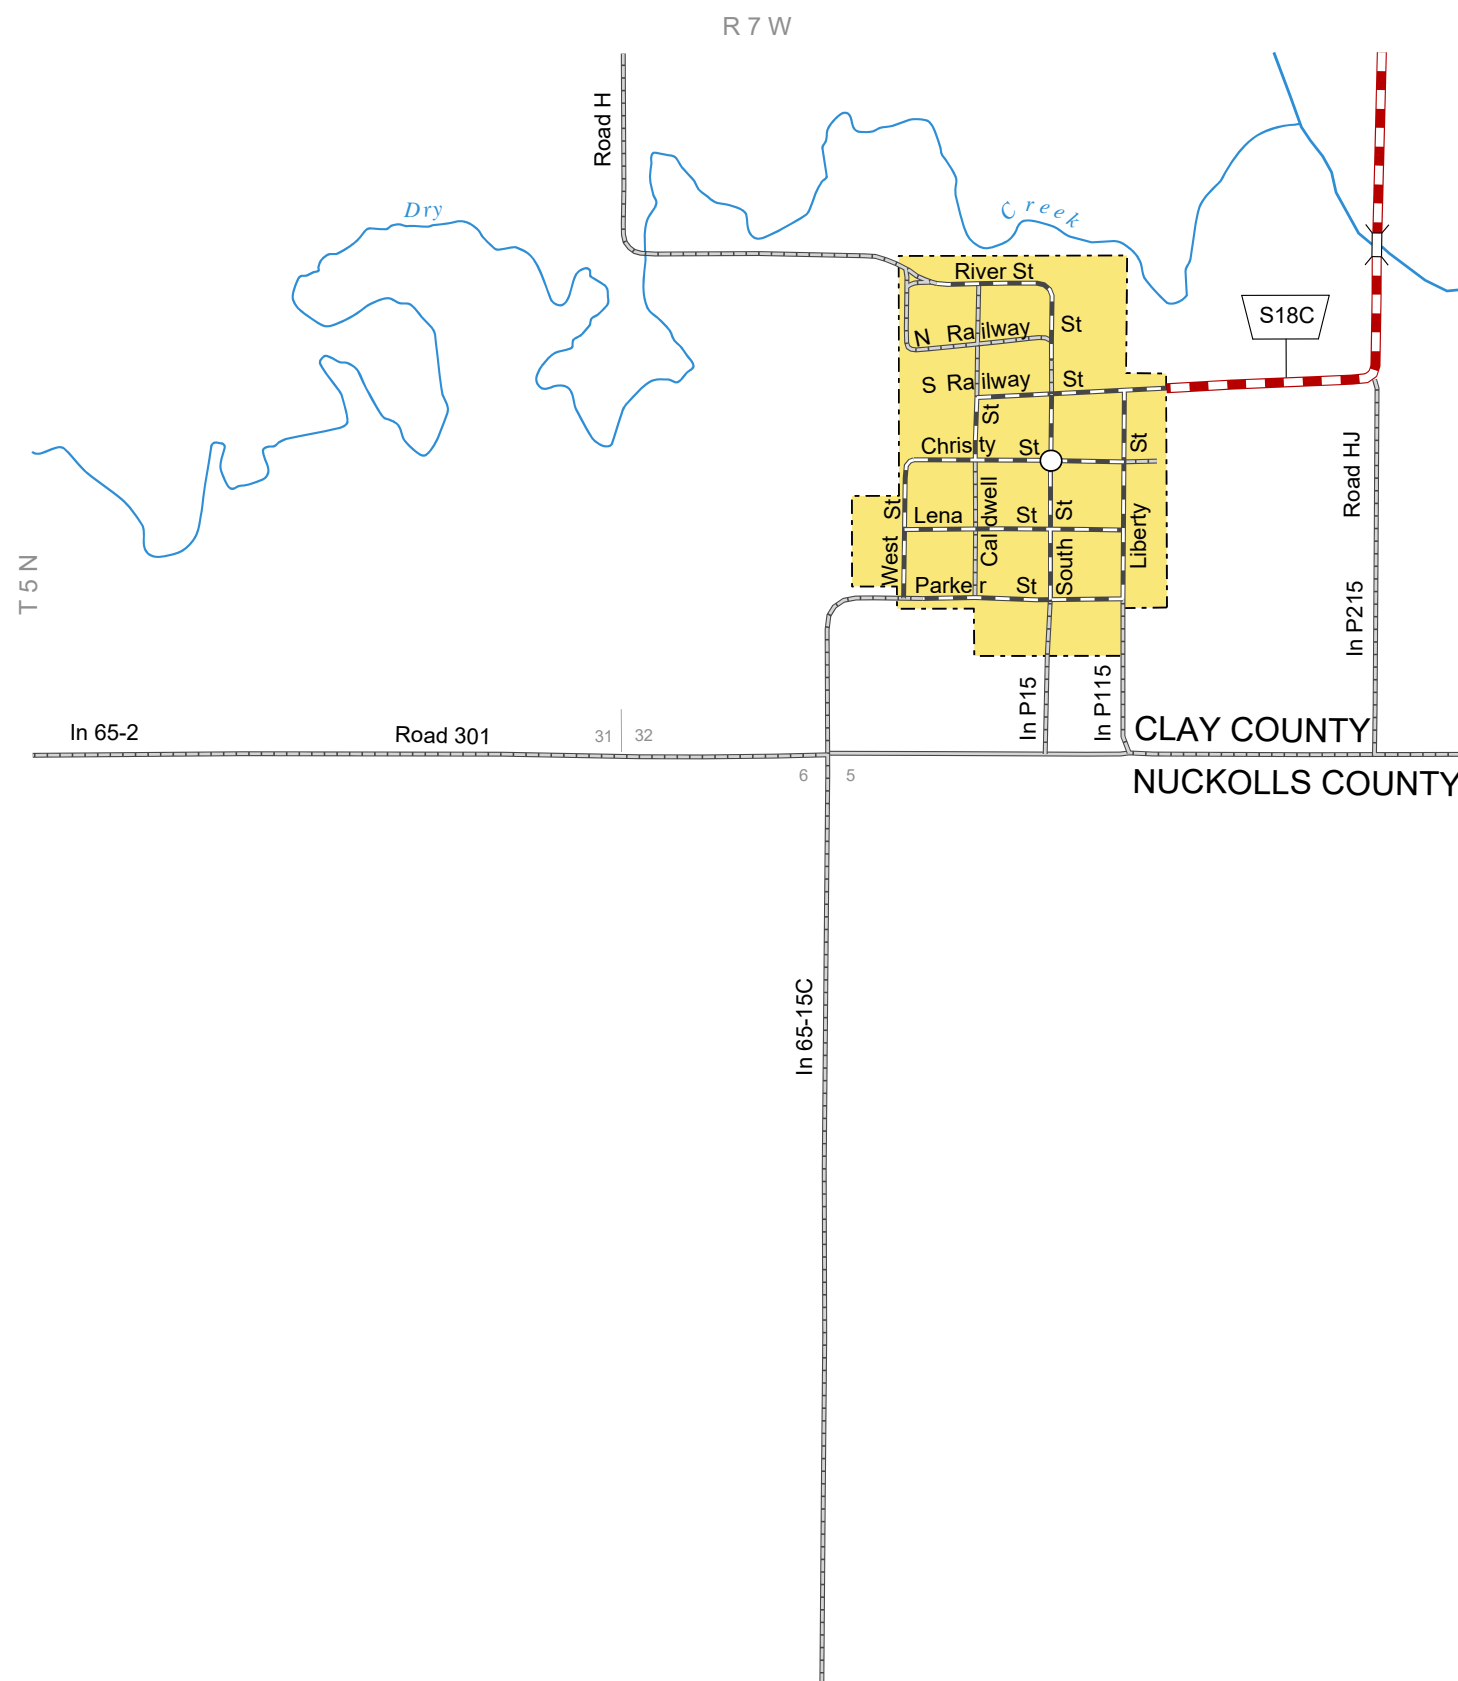 R 7 W
Road H
Dry
Creek
River St
St
N Railway
S18C
S Railway St
St
Christy St
St
Road HJ
West St
Lena St
Caldwell
South St
Liberty
T 5 N
Parker St
In P215
In P15
In P115
In 65-2
Road 301
31
32
CLAY COUNTY
6
5
NUCKOLLS COUNTY
In 65-15C